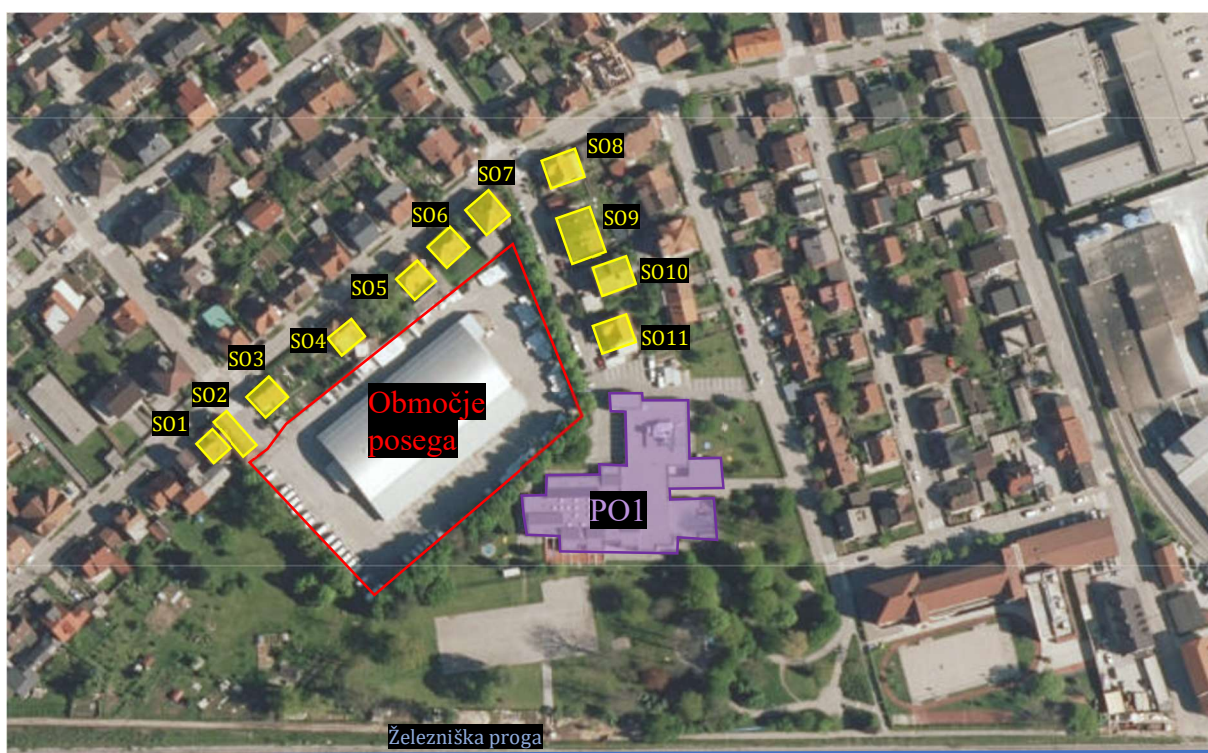 SO8
SO7
SO6
SO9
SO5
SO10
SO4
SO11
SO3
SO2
SO1
Območje
posega
PO1
Železniška proga